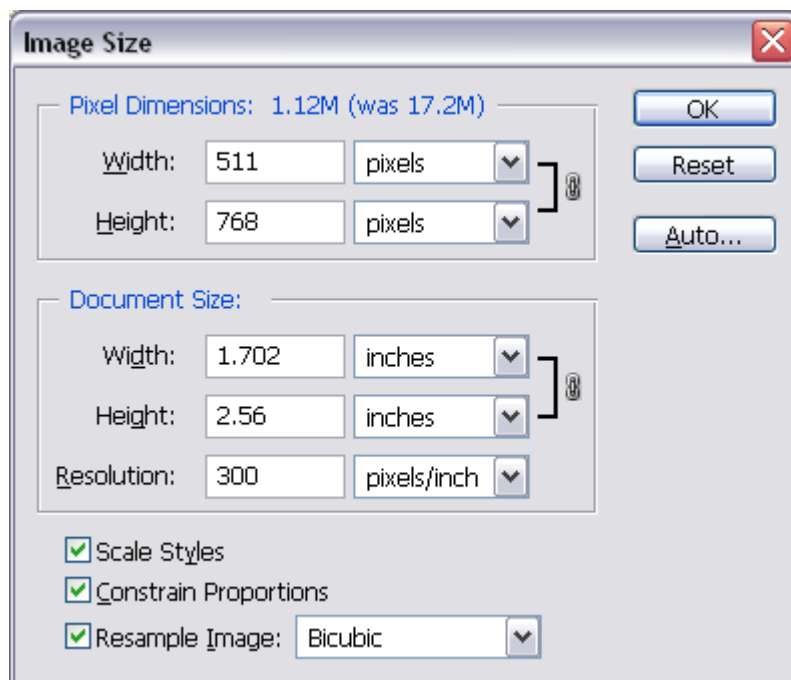 Image Size
Pixel Dimensions: 1.12M (was 17.2M)
OK
Width: 511 pixels
Reset
Height: 768 pixels
Auto...
Document Size:
Width: 1.702 inches
Height: 2.56 inches
Resolution: 300 pixels/inch
Scale Styles
Constrain Proportions
Resample Image: Bicubic